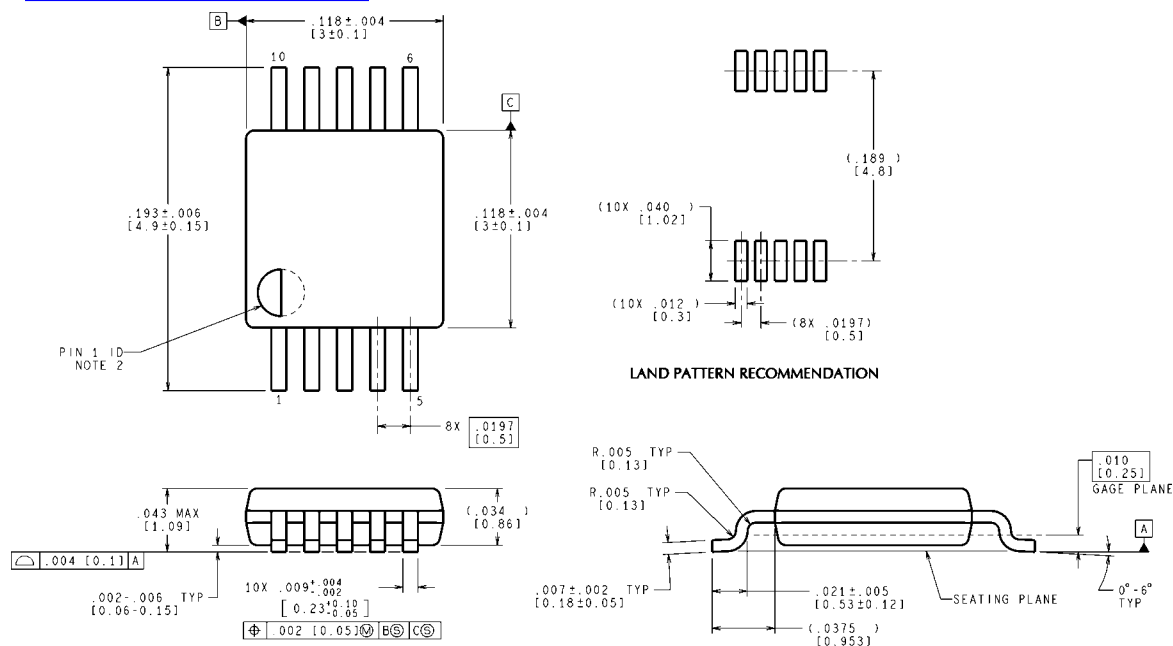 B
.118±.004
[3±0.1]
10
6
C
.193±.006
[4.9±0.15]
.118±.004
[3±0.1]
PIN 1 ID
NOTE 2
1
5
8X .0197
[0.5]
(.189 )
[4.8]
(10X .040 )
[1.02]
(10X .012 )
[0.3]
(8X .0197)
[0.5]
LAND PATTERN RECOMMENDATION
.043 MAX
[1.09]
(.034 )
[0.86]
.004 [0.1] A
.002-.006 TYP
[0.06-0.15]
10X .009+.004-.002
[0.23+0.10-0.05]
⌖ .002 [0.05]Ⓜ BⓈ CⓈ
R.005 TYP
[0.13]
R.005 TYP
[0.13]
.010
[0.25]
GAGE PLANE
A
.007±.002 TYP
[0.18±0.05]
.021±.005
[0.53±0.12]
SEATING PLANE
0°-6°
TYP
(.0375 )
[0.953]